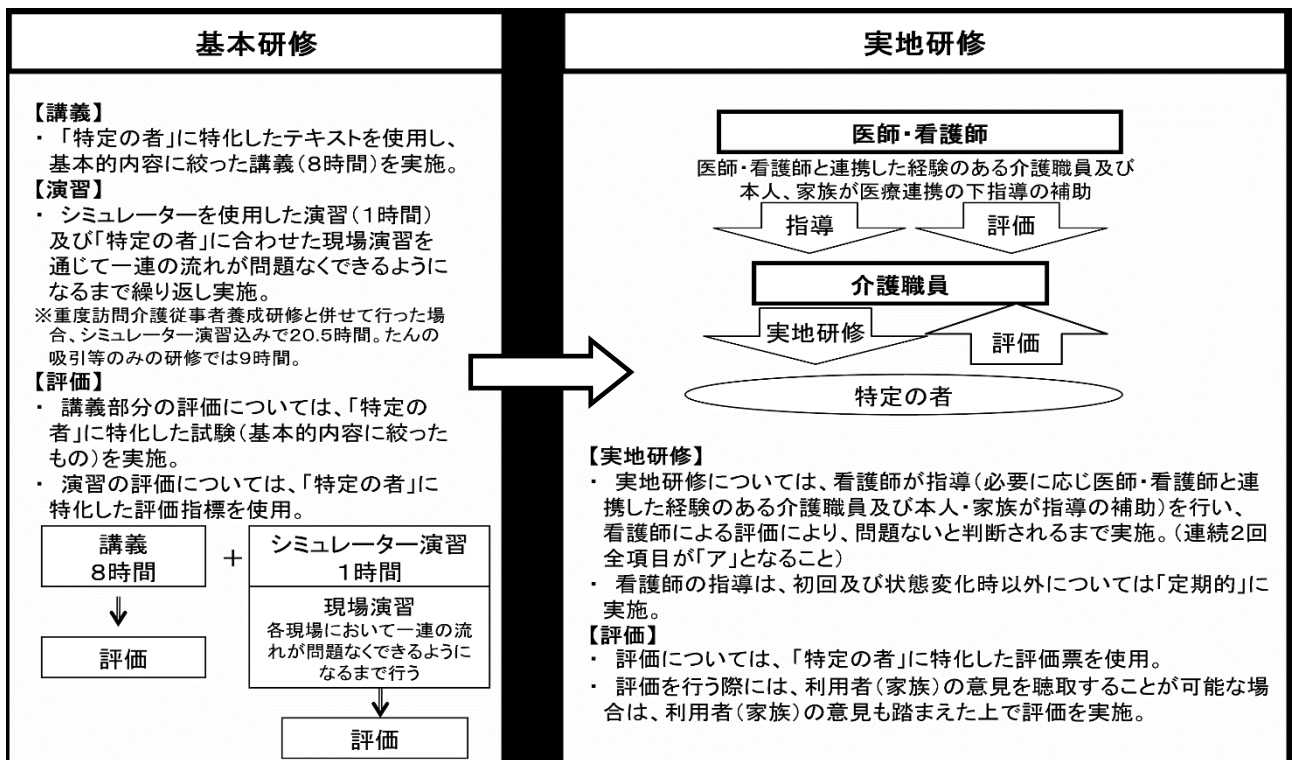 基本研修
【講義】
・ 「特定の者」に特化したテキストを使用し、
基本的内容に絞った講義(8時間)を実施。
【演習】
・ シミュレーターを使用した演習(1時間)
及び「特定の者」に合わせた現場演習を
通じて一連の流れが問題なくできるように
なるまで繰り返し実施。
※重度訪問介護従事者養成研修と併せて行った場
合、シミュレーター演習込みで20.5時間。たんの
吸引等のみの研修では9時間。
【評価】
・ 講義部分の評価については、「特定の
者」に特化した試験(基本的内容に絞った
もの)を実施。
・ 演習の評価については、「特定の者」に
特化した評価指標を使用。
講義
8時間
評価
+
シミュレーター演習
1時間
現場演習
各現場において一連の流
れが問題なくできるように
なるまで行う
評価
実地研修
医師・看護師
医師・看護師と連携した経験のある介護職員及び
本人、家族が医療連携の下指導の補助
指導
評価
介護職員
実地研修
評価
特定の者
【実地研修】
・ 実地研修については、看護師が指導(必要に応じ医師・看護師と連
携した経験のある介護職員及び本人・家族が指導の補助)を行い、
看護師による評価により、問題ないと判断されるまで実施。(連続2回
全項目が「ア」となること)
・ 看護師の指導は、初回及び状態変化時以外については「定期的」に
実施。
【評価】
・ 評価については、「特定の者」に特化した評価票を使用。
・ 評価を行う際には、利用者(家族)の意見を聴取することが可能な場
合は、利用者(家族)の意見も踏まえた上で評価を実施。